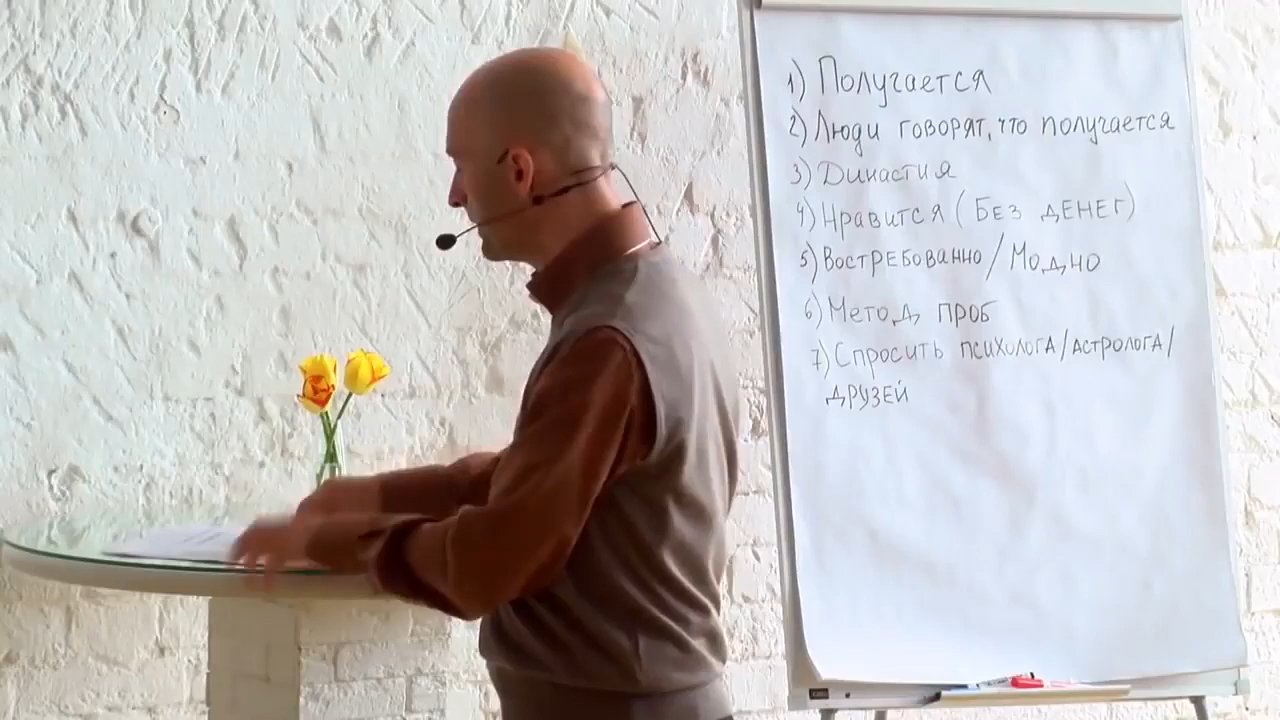 1) Получается
2) Люди говорят, что получается
3) Династия
4) Нравится (Без денег)
5) Востребованно / Модно
6) Метод проб
7) Спросить психолога/астролога/
друзей